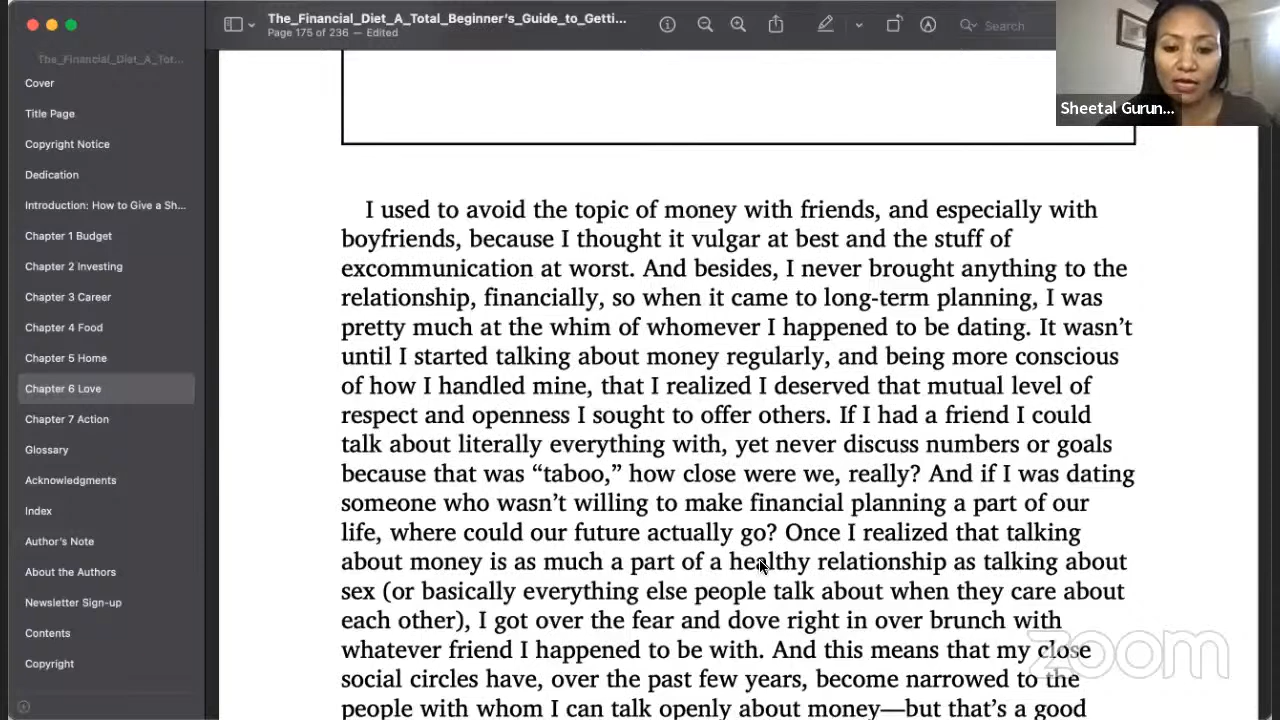 The_Financial_Diet_A_Total_Beginner's_Guide_to_Getti...
Page 175 of 236 — Edited
Search
Sheetal Gurun...
The_Financial_Diet_A_Tot...
Cover
Title Page
Copyright Notice
Dedication
Introduction: How to Give a Sh...
Chapter 1 Budget
Chapter 2 Investing
Chapter 3 Career
Chapter 4 Food
Chapter 5 Home
Chapter 6 Love
Chapter 7 Action
Glossary
Acknowledgments
Index
Author's Note
About the Authors
Newsletter Sign-up
Contents
Copyright
I used to avoid the topic of money with friends, and especially with
boyfriends, because I thought it vulgar at best and the stuff of
excommunication at worst. And besides, I never brought anything to the
relationship, financially, so when it came to long-term planning, I was
pretty much at the whim of whomever I happened to be dating. It wasn't
until I started talking about money regularly, and being more conscious
of how I handled mine, that I realized I deserved that mutual level of
respect and openness I sought to offer others. If I had a friend I could
talk about literally everything with, yet never discuss numbers or goals
because that was “taboo,” how close were we, really? And if I was dating
someone who wasn't willing to make financial planning a part of our
life, where could our future actually go? Once I realized that talking
about money is as much a part of a healthy relationship as talking about
sex (or basically everything else people talk about when they care about
each other), I got over the fear and dove right in over brunch with
whatever friend I happened to be with. And this means that my close
social circles have, over the past few years, become narrowed to the
people with whom I can talk openly about money—but that's a good
zoom